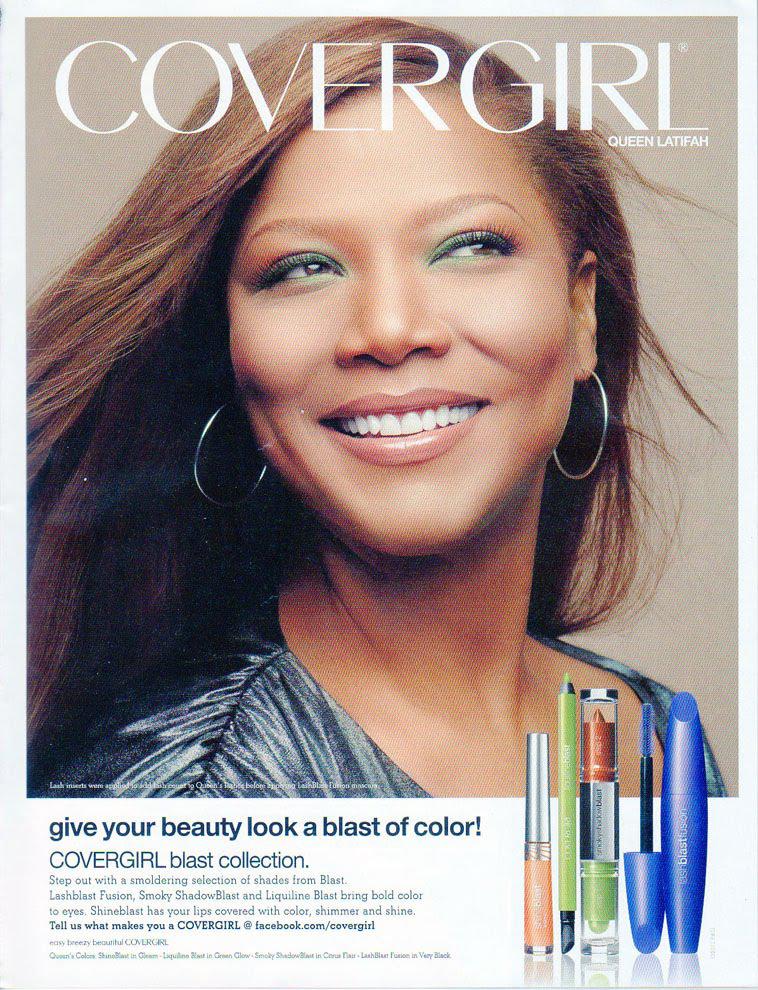 COVERGIRL®
QUEEN LATIFAH
Lash inserts were applied to add lash count to Queen's lashes before applying LashBlast Fusion mascara.
give your beauty look a blast of color!
COVERGIRL blast collection.
Step out with a smoldering selection of shades from Blast.
Lashblast Fusion, Smoky ShadowBlast and Liquiline Blast bring bold color
to eyes. Shineblast has your lips covered with color, shimmer and shine.
Tell us what makes you a COVERGIRL @ facebook.com/covergirl
easy breezy beautiful COVERGIRL
Queen's Colors: ShineBlast in Gleam - Liquiline Blast in Green Glow - Smoky ShadowBlast in Citrus Flair - LashBlast Fusion in Very Black
shineblast
liquilineblast
COVERGIRL
smokyshadowblast
lashblastfusion